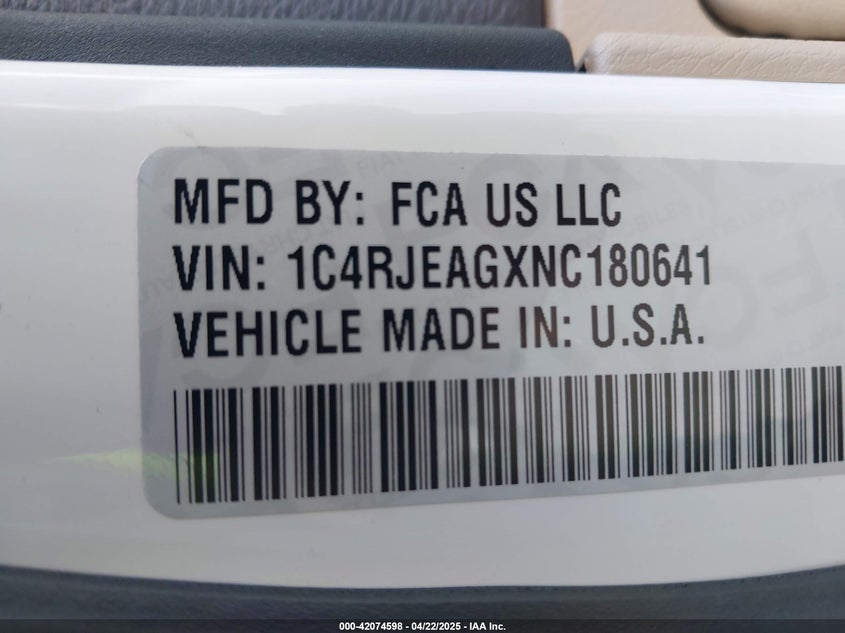 MFD BY: FCA US LLC
VIN: 1C4RJEAGXNC180641
VEHICLE MADE IN: U.S.A.
000-42074598 - 04/22/2025 - IAA Inc.